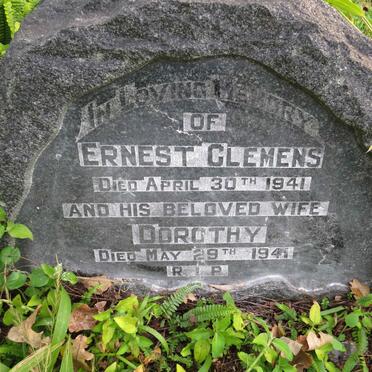 IN LOVING MEMORY
OF
ERNEST CLEMENS
DIED APRIL 30TH 1941
AND HIS BELOVED WIFE
DOROTHY
DIED MAY 29TH 1941
R.I.P.